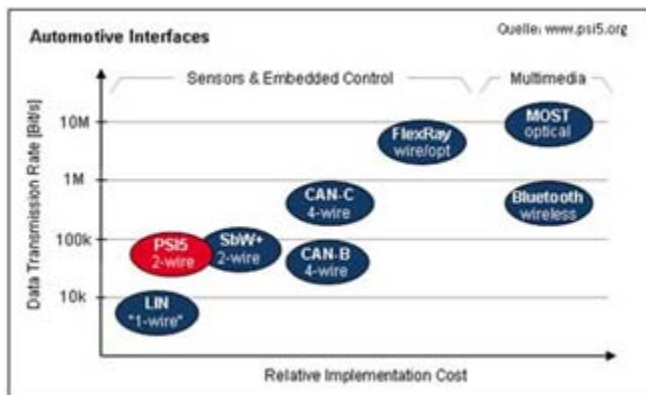 Automotive Interfaces
Quelle: www.psi5.org
Sensors & Embedded Control
Multimedia
Data Transmission Rate [Bit/s]
10M
1M
100k
10k
MOST
optical
FlexRay
wire/opt
CAN-C
4-wire
Bluetooth
wireless
PSI5
2-wire
SbW+
2-wire
CAN-B
4-wire
LIN
"1-wire"
Relative Implementation Cost